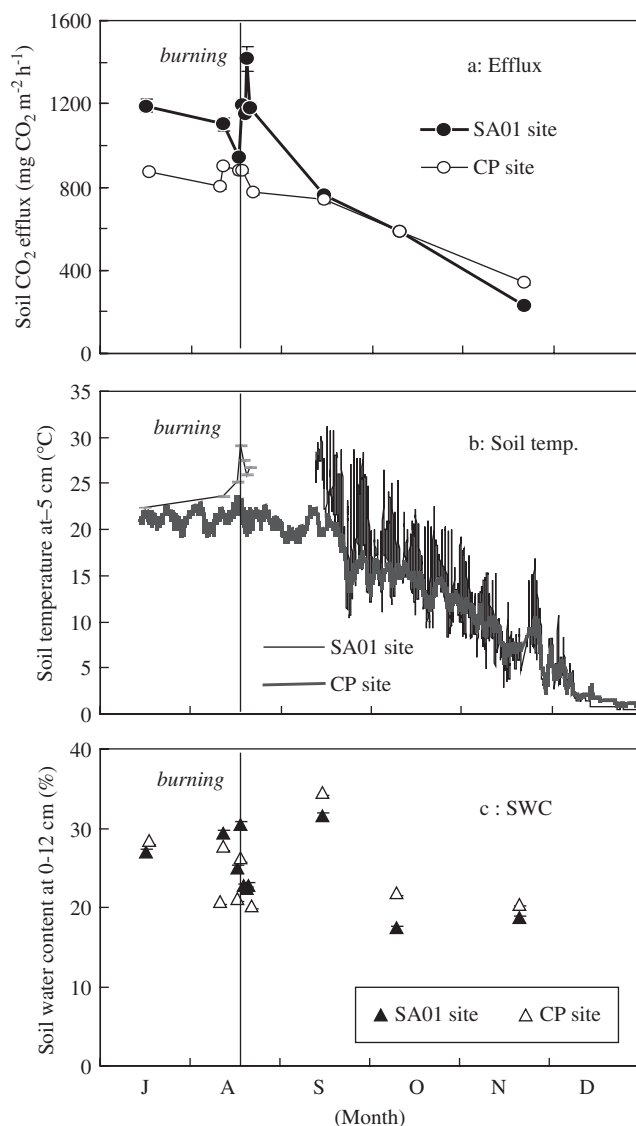 1600
1200
800
400
0
Soil CO2 efflux (mg CO2 m-2 h-1)
burning
a: Efflux
SA01 site
CP site
35
30
25
20
15
10
5
0
Soil temperature at–5 cm (°C)
burning
b: Soil temp.
SA01 site
CP site
40
30
20
10
0
Soil water content at 0-12 cm (%)
burning
c : SWC
SA01 site CP site
J A S O N D
(Month)